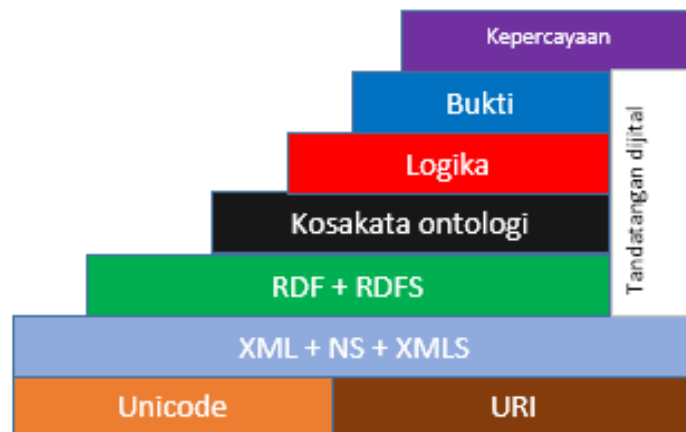 Kepercayaan
Bukti
Logika
Kosakata ontologi
RDF + RDFS
Tandatangan dijital
XML + NS + XMLS
Unicode
URI